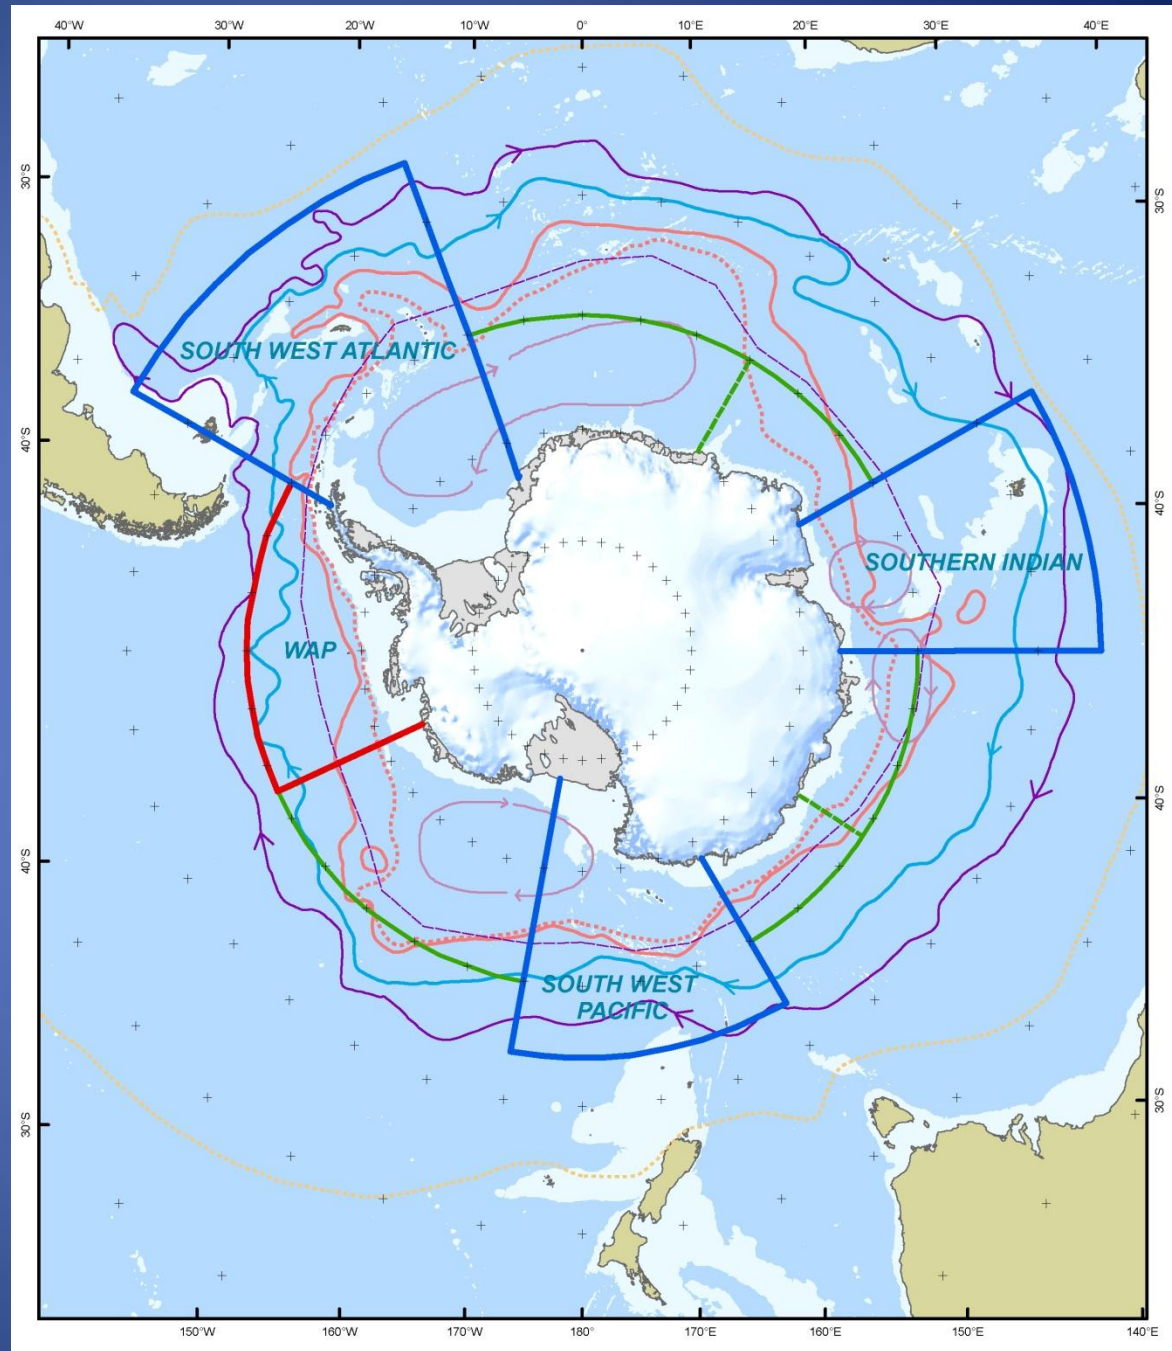 40°W 30°W 20°W 10°W 0° 10°E 20°E 30°E 40°E
30°S 30°S
SOUTH WEST ATLANTIC
40°S 40°S
SOUTHERN INDIAN
WAP
40°S 40°S
SOUTH WEST
PACIFIC
30°S 30°S
150°W 160°W 170°W 180° 170°E 160°E 150°E 140°E